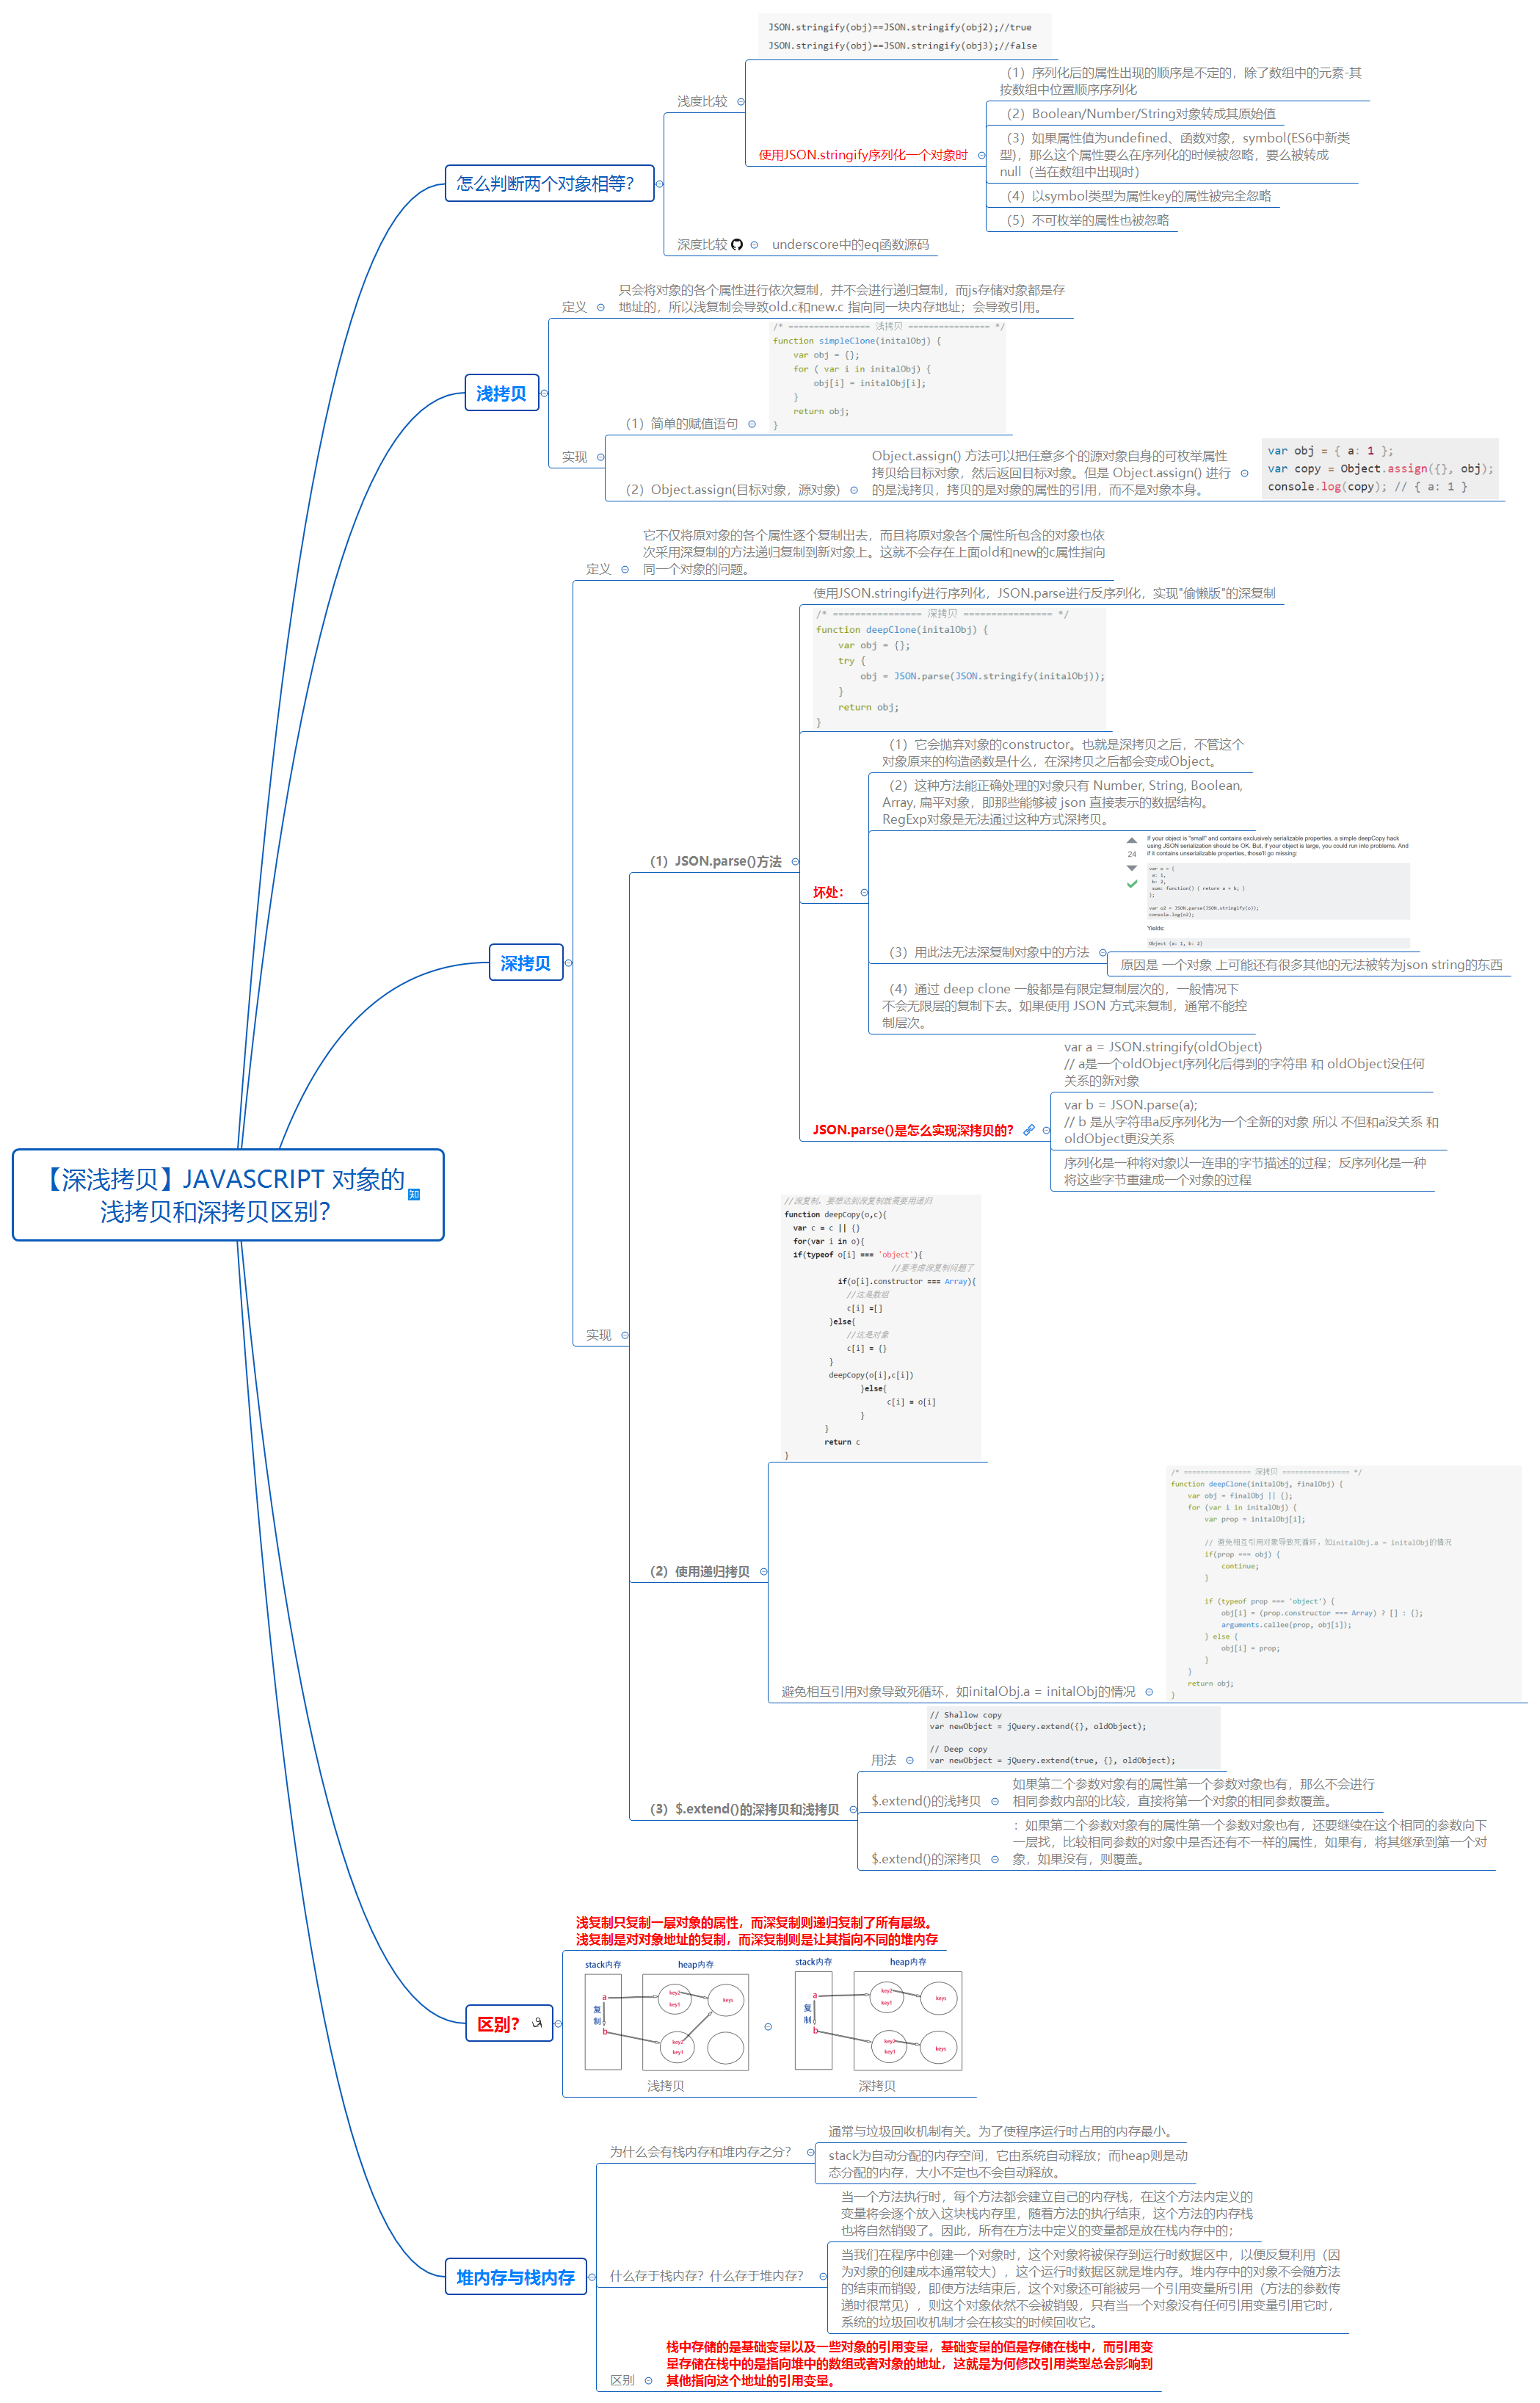 【深浅拷贝】JAVASCRIPT 对象的
浅拷贝和深拷贝区别？
知
怎么判断两个对象相等？
浅度比较
JSON.stringify(obj)==JSON.stringify(obj2);//true
JSON.stringify(obj)==JSON.stringify(obj3);//false
使用JSON.stringify序列化一个对象时
（1）序列化后的属性出现的顺序是不定的，除了数组中的元素-其
按数组中位置顺序序列化
（2）Boolean/Number/String对象转成其原始值
（3）如果属性值为undefined、函数对象，symbol(ES6中新类
型)，那么这个属性要么在序列化的时候被忽略，要么被转成
null（当在数组中出现时）
（4）以symbol类型为属性key的属性被完全忽略
（5）不可枚举的属性也被忽略
深度比较
underscore中的eq函数源码
浅拷贝
定义
只会将对象的各个属性进行依次复制，并不会进行递归复制，而js存储对象都是存
地址的，所以浅复制会导致old.c和new.c 指向同一块内存地址；会导致引用。
实现
（1）简单的赋值语句
/* ================ 浅拷贝 ================ */
function simpleClone(initalObj) {
var obj = {};
for ( var i in initalObj) {
obj[i] = initalObj[i];
}
return obj;
}
（2）Object.assign(目标对象，源对象)
Object.assign() 方法可以把任意多个的源对象自身的可枚举属性
拷贝给目标对象，然后返回目标对象。但是 Object.assign() 进行
的是浅拷贝，拷贝的是对象的属性的引用，而不是对象本身。
var obj = { a: 1 };
var copy = Object.assign({}, obj);
console.log(copy); // { a: 1 }
深拷贝
定义
它不仅将原对象的各个属性逐个复制出去，而且将原对象各个属性所包含的对象也依
次采用深复制的方法递归复制到新对象上。这就不会存在上面old和new的c属性指向
同一个对象的问题。
实现
（1）JSON.parse()方法
使用JSON.stringify进行序列化，JSON.parse进行反序列化，实现"偷懒版"的深复制
/* ================ 深拷贝 ================ */
function deepClone(initalObj) {
var obj = {};
try {
obj = JSON.parse(JSON.stringify(initalObj));
}
return obj;
}
坏处：
（1）它会抛弃对象的constructor。也就是深拷贝之后，不管这个
对象原来的构造函数是什么，在深拷贝之后都会变成Object。
（2）这种方法能正确处理的对象只有 Number, String, Boolean,
Array, 扁平对象，即那些能够被 json 直接表示的数据结构。
RegExp对象是无法通过这种方式深拷贝。
（3）用此法无法深复制对象中的方法
24
If your object is "small" and contains exclusively serializable properties, a simple deepCopy hack
using JSON serialization should be OK. But, if your object is large, you could run into problems. And
if it contains unserializable properties, those'll go missing:
var o = {
a: 1,
b: 2,
sum: function() { return a + b; }
};
var o2 = JSON.parse(JSON.stringify(o));
console.log(o2);
Yields:
Object {a: 1, b: 2}
原因是 一个对象 上可能还有很多其他的无法被转为json string的东西
（4）通过 deep clone 一般都是有限定复制层次的，一般情况下
不会无限层的复制下去。如果使用 JSON 方式来复制，通常不能控
制层次。
JSON.parse()是怎么实现深拷贝的？
var a = JSON.stringify(oldObject)
// a是一个oldObject序列化后得到的字符串 和 oldObject没任何
关系的新对象
var b = JSON.parse(a);
// b 是从字符串a反序列化为一个全新的对象 所以 不但和a没关系 和
oldObject更没关系
序列化是一种将对象以一连串的字节描述的过程；反序列化是一种
将这些字节重建成一个对象的过程
（2）使用递归拷贝
//深复制，要想达到深复制就需要用递归
function deepCopy(o,c){
var c = c || {}
for(var i in o){
if(typeof o[i] === 'object'){
//要考虑深复制问题了
if(o[i].constructor === Array){
//这是数组
c[i] =[]
}else{
//这是对象
c[i] = {}
}
deepCopy(o[i],c[i])
}else{
c[i] = o[i]
}
}
return c
}
避免相互引用对象导致死循环，如initalObj.a = initalObj的情况
/* ================ 深拷贝 ================ */
function deepClone(initalObj, finalObj) {
var obj = finalObj || {};
for (var i in initalObj) {
var prop = initalObj[i];
// 避免相互引用对象导致死循环，如initalObj.a = initalObj的情况
if(prop === obj) {
continue;
}
if (typeof prop === 'object') {
obj[i] = (prop.constructor === Array) ? [] : {};
arguments.callee(prop, obj[i]);
} else {
obj[i] = prop;
}
}
return obj;
}
（3）$.extend()的深拷贝和浅拷贝
用法
// Shallow copy
var newObject = jQuery.extend({}, oldObject);
// Deep copy
var newObject = jQuery.extend(true, {}, oldObject);
$.extend()的浅拷贝
如果第二个参数对象有的属性第一个参数对象也有，那么不会进行
相同参数内部的比较，直接将第一个对象的相同参数覆盖。
$.extend()的深拷贝
：如果第二个参数对象有的属性第一个参数对象也有，还要继续在这个相同的参数向下
一层找，比较相同参数的对象中是否还有不一样的属性，如果有，将其继承到第一个对
象，如果没有，则覆盖。
区别？
浅复制只复制一层对象的属性，而深复制则递归复制了所有层级。
浅复制是对对象地址的复制，而深复制则是让其指向不同的堆内存
stack内存
heap内存
a
复
制
b
key2
key1
keys
key2
key1
浅拷贝
stack内存
heap内存
a
复
制
b
key2
key1
keys
key2
key1
keys
深拷贝
堆内存与栈内存
为什么会有栈内存和堆内存之分？
通常与垃圾回收机制有关。为了使程序运行时占用的内存最小。
stack为自动分配的内存空间，它由系统自动释放；而heap则是动
态分配的内存，大小不定也不会自动释放。
什么存于栈内存？什么存于堆内存？
当一个方法执行时，每个方法都会建立自己的内存栈，在这个方法内定义的
变量将会逐个放入这块栈内存里，随着方法的执行结束，这个方法的内存栈
也将自然销毁了。因此，所有在方法中定义的变量都是放在栈内存中的；
当我们在程序中创建一个对象时，这个对象将被保存到运行时数据区中，以便反复利用（因
为对象的创建成本通常较大），这个运行时数据区就是堆内存。堆内存中的对象不会随方法
的结束而销毁，即使方法结束后，这个对象还可能被另一个引用变量所引用（方法的参数传
递时很常见），则这个对象依然不会被销毁，只有当一个对象没有任何引用变量引用它时，
系统的垃圾回收机制才会在核实的时候回收它。
区别
栈中存储的是基础变量以及一些对象的引用变量，基础变量的值是存储在栈中，而引用变
量存储在栈中的是指向堆中的数组或者对象的地址，这就是为何修改引用类型总会影响到
其他指向这个地址的引用变量。